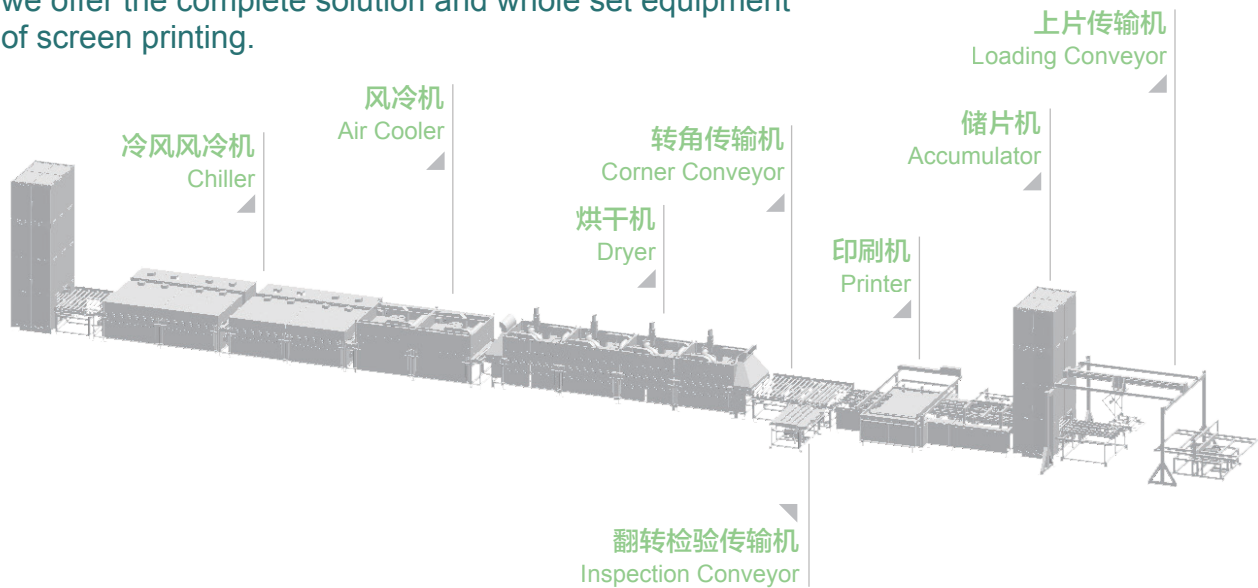 we offer the complete solution and whole set equipment
of screen printing.
上片传输机
Loading Conveyor
风冷机
Air Cooler
储片机
Accumulator
转角传输机
Corner Conveyor
冷风风冷机
Chiller
烘干机
Dryer
印刷机
Printer
翻转检验传输机
Inspection Conveyor